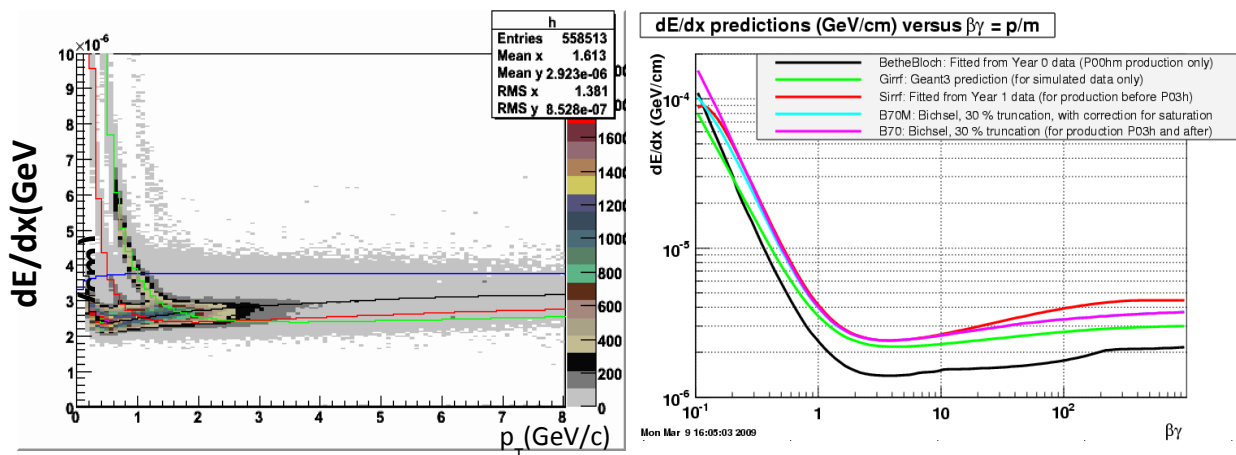 h
Entries 558513
Mean x 1.613
Mean y 2.923e-06
RMS x 1.381
RMS y 8.528e-07
×10⁻⁶
10
9
8
7
6
5
4
3
2
1
0
dE/dx(GeV
cm)
0 1 2 3 4 5 6 7 8
p_T(GeV/c)
1600
1400
1200
1000
800
600
400
200
0
dE/dx predictions (GeV/cm) versus βγ = p/m
BetheBloch: Fitted from Year 0 data (P00hm production only)
Girrf: Geant3 prediction (for simulated data only)
Sirrf: Fitted from Year 1 data (for production before P03h)
B70M: Bichsel, 30 % truncation, with correction for saturation
B70: Bichsel, 30 % truncation (for production P03h and after)
dE/dx (GeV/cm)
10⁻⁴
10⁻⁵
10⁻⁶
10⁻¹ 1 10 10²
βγ
Mon Mar 9 16:05:03 2009